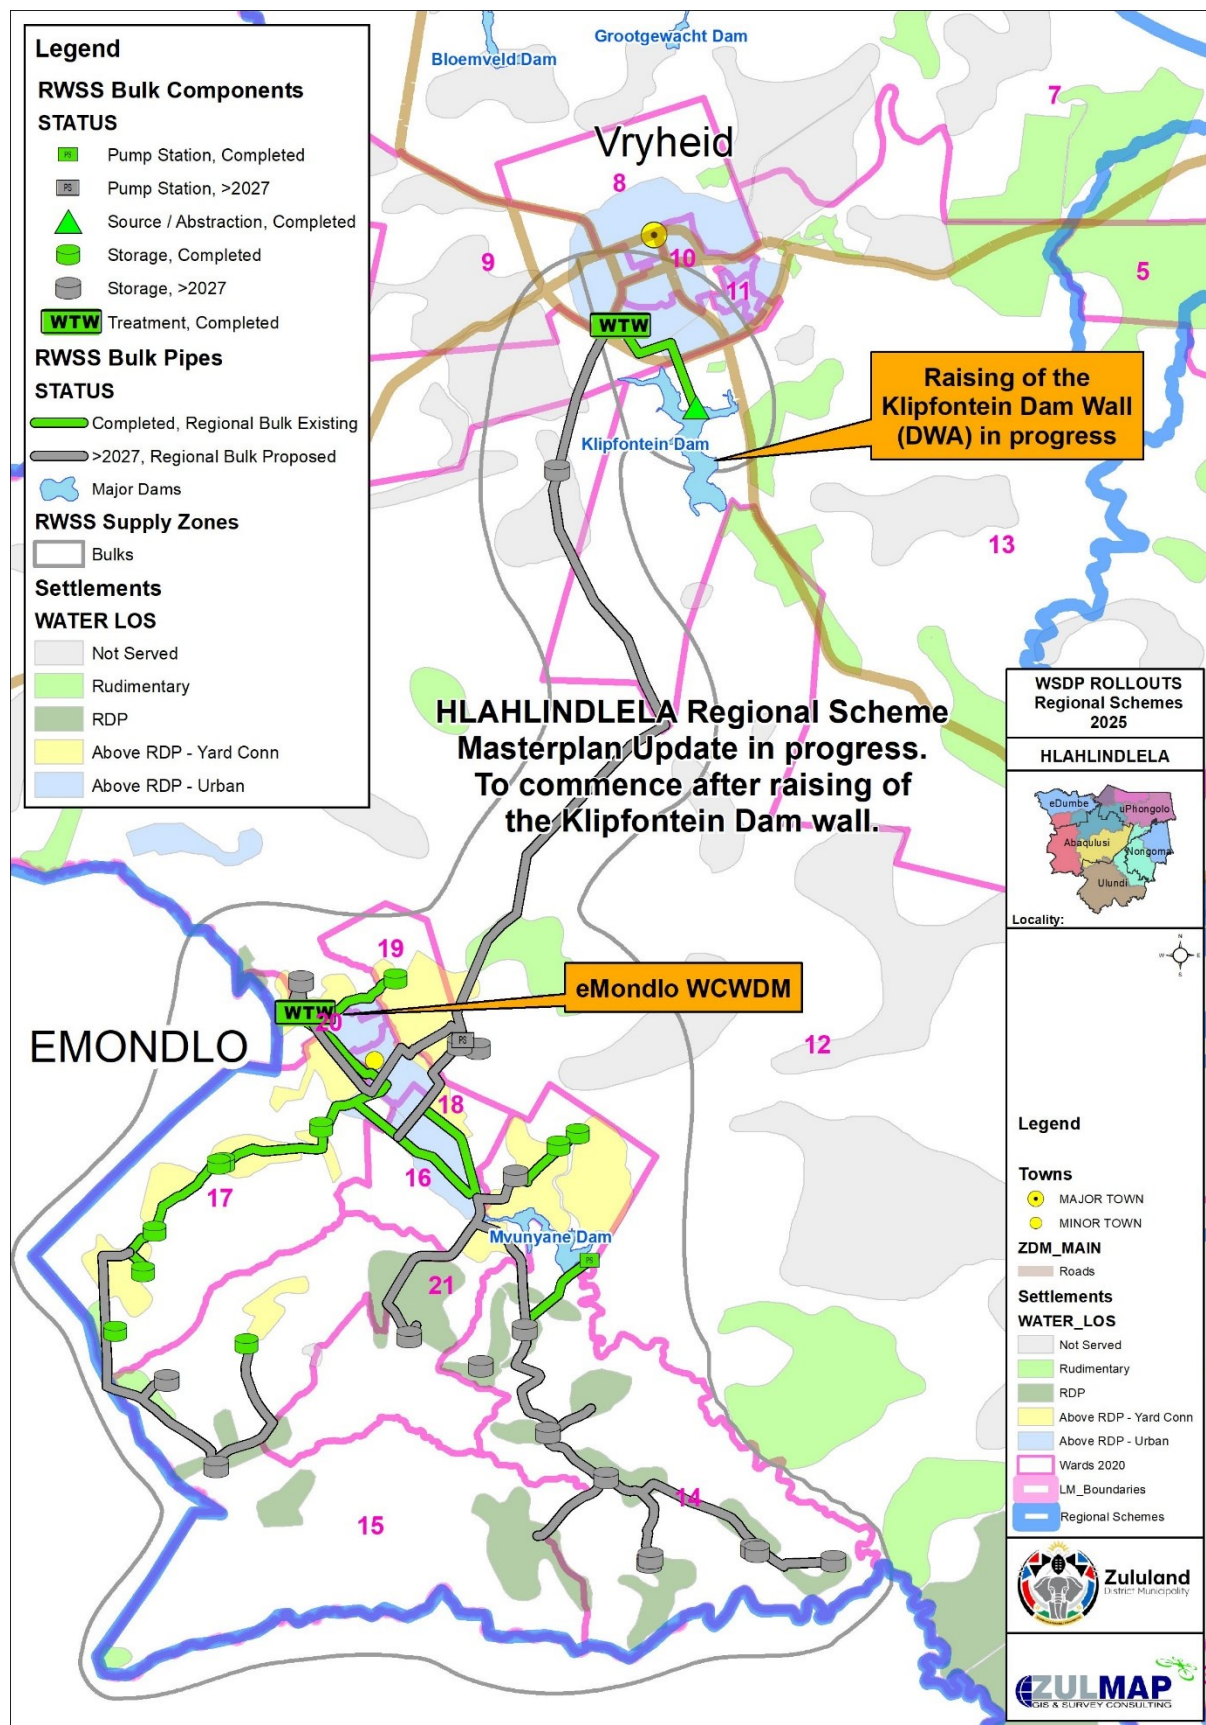 Legend
RWSS Bulk Components
STATUS
PS
Pump Station, Completed
PS
Pump Station, >2027
Source / Abstraction, Completed
Storage, Completed
Storage, >2027
WTW
Treatment, Completed
RWSS Bulk Pipes
STATUS
Completed, Regional Bulk Existing
>2027, Regional Bulk Proposed
Major Dams
RWSS Supply Zones
Bulks
Settlements
WATER LOS
Not Served
Rudimentary
RDP
Above RDP - Yard Conn
Above RDP - Urban
Grootgewacht Dam
Bloemveld Dam
7
Vryheid
8
9
10
5
11
WTW
Raising of the
Klipfontein Dam Wall
(DWA) in progress
Klipfontein Dam
13
HLAHLINDLELA Regional Scheme
Masterplan Update in progress.
To commence after raising of
the Klipfontein Dam wall.
19
eMondlo WCWDM
WTW
20
EMONDLO
PS
12
18
16
17
Mvunyane Dam
PS
21
14
15
WSDP ROLLOUTS
Regional Schemes
2025
HLAHLINDLELA
eDumbe
uPhongolo
Abaqulusi
Nongoma
Ulundi
Locality:
N
W
E
S
Legend
Towns
MAJOR TOWN
MINOR TOWN
ZDM_MAIN
Roads
Settlements
WATER_LOS
Not Served
Rudimentary
RDP
Above RDP - Yard Conn
Above RDP - Urban
Wards 2020
LM_Boundaries
Regional Schemes
Zululand
District Municipality
ZULMAP
GIS & SURVEY CONSULTING